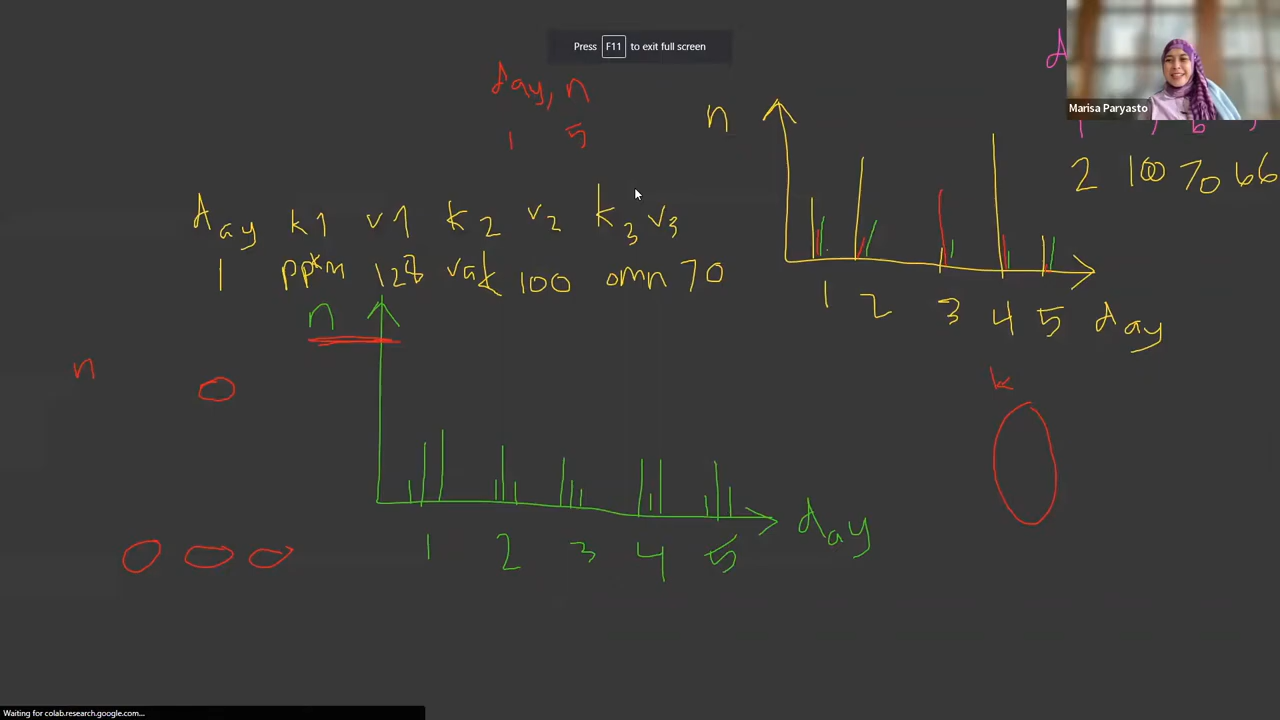 Press F11 to exit full screen
day, n
1 5
Marisa Paryasto
n
2 100 70 66
day k1 v1 k2 v2 k3 v3
1 ppkm 128 vak 100 omn 70
1 2 3 4 5 day
n
n
k
day
1 2 3 4 5
Waiting for colab.research.google.com...